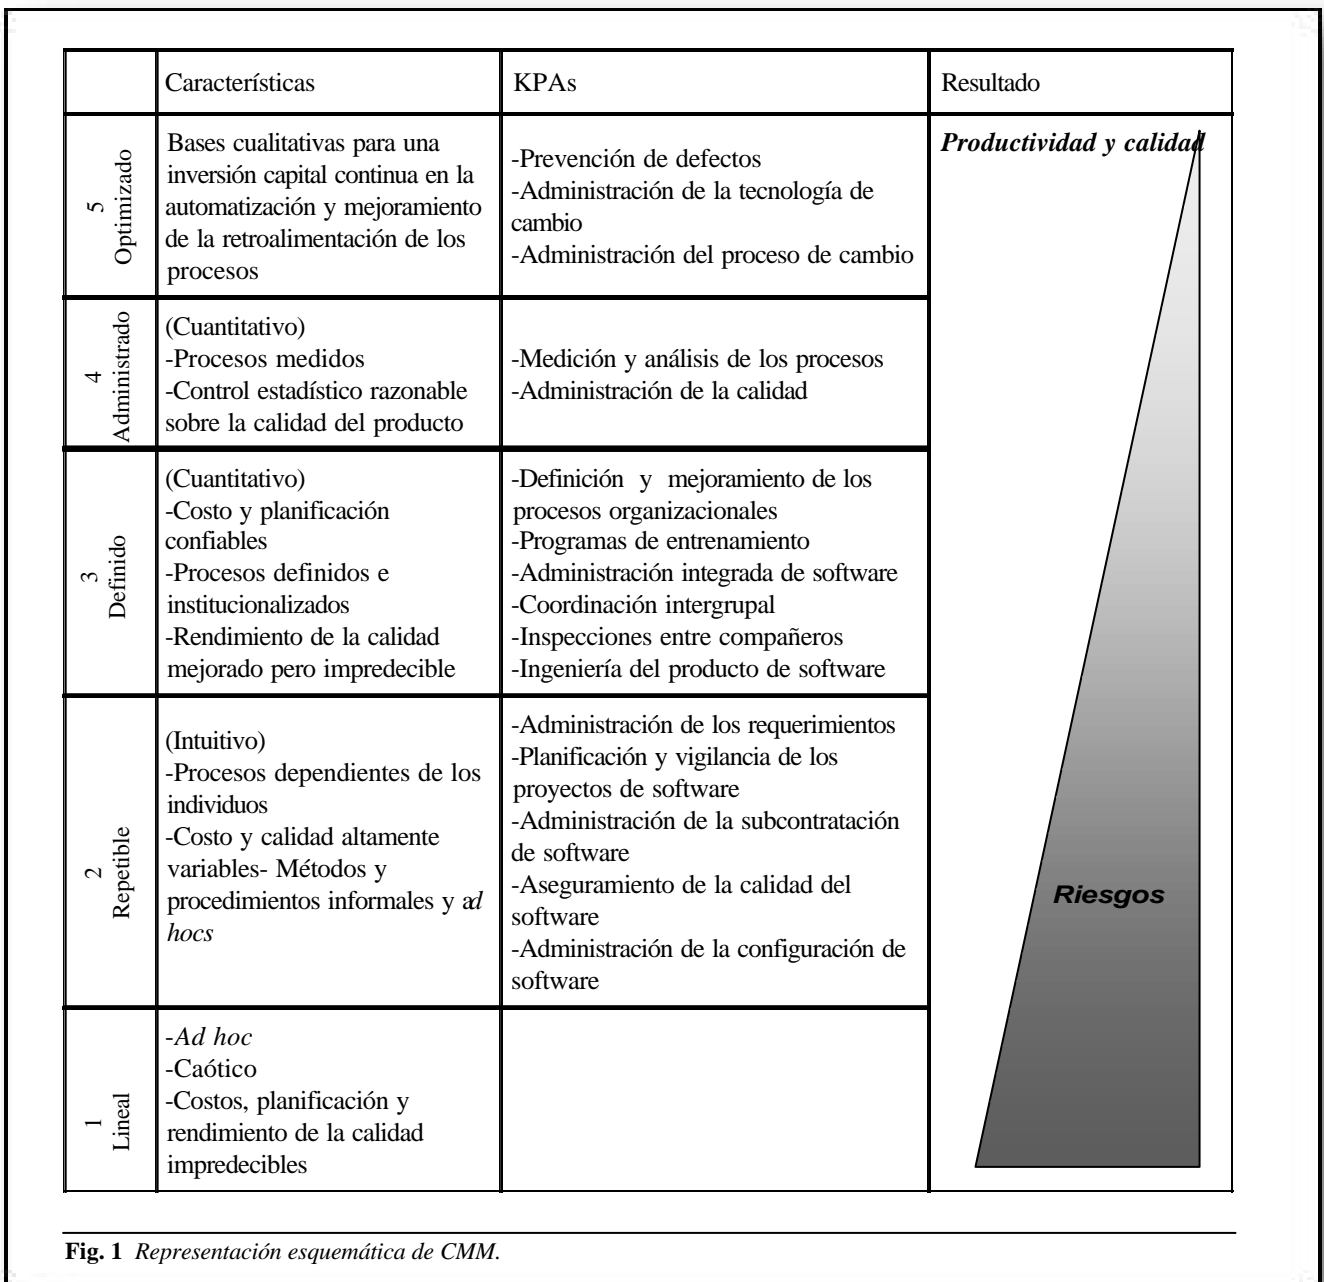 Características
KPAs
Resultado
5
Optimizado
Bases cualitativas para una
inversión capital continua en la
automatización y mejoramiento
de la retroalimentación de los
procesos
-Prevención de defectos
-Administración de la tecnología de
cambio
-Administración del proceso de cambio
Productividad y calidad
4
Administrado
(Cuantitativo)
-Procesos medidos
-Control estadístico razonable
sobre la calidad del producto
-Medición y análisis de los procesos
-Administración de la calidad
3
Definido
(Cuantitativo)
-Costo y planificación
confiables
-Procesos definidos e
institucionalizados
-Rendimiento de la calidad
mejorado pero impredecible
-Definición y mejoramiento de los
procesos organizacionales
-Programas de entrenamiento
-Administración integrada de software
-Coordinación intergrupal
-Inspecciones entre compañeros
-Ingeniería del producto de software
2
Repetible
(Intuitivo)
-Procesos dependientes de los
individuos
-Costo y calidad altamente
variables- Métodos y
procedimientos informales y ad
hocs
-Administración de los requerimientos
-Planificación y vigilancia de los
proyectos de software
-Administración de la subcontratación
de software
-Aseguramiento de la calidad del
software
-Administración de la configuración de
software
Riesgos
1
Lineal
-Ad hoc
-Caótico
-Costos, planificación y
rendimiento de la calidad
impredecibles
Fig. 1 Representación esquemática de CMM.